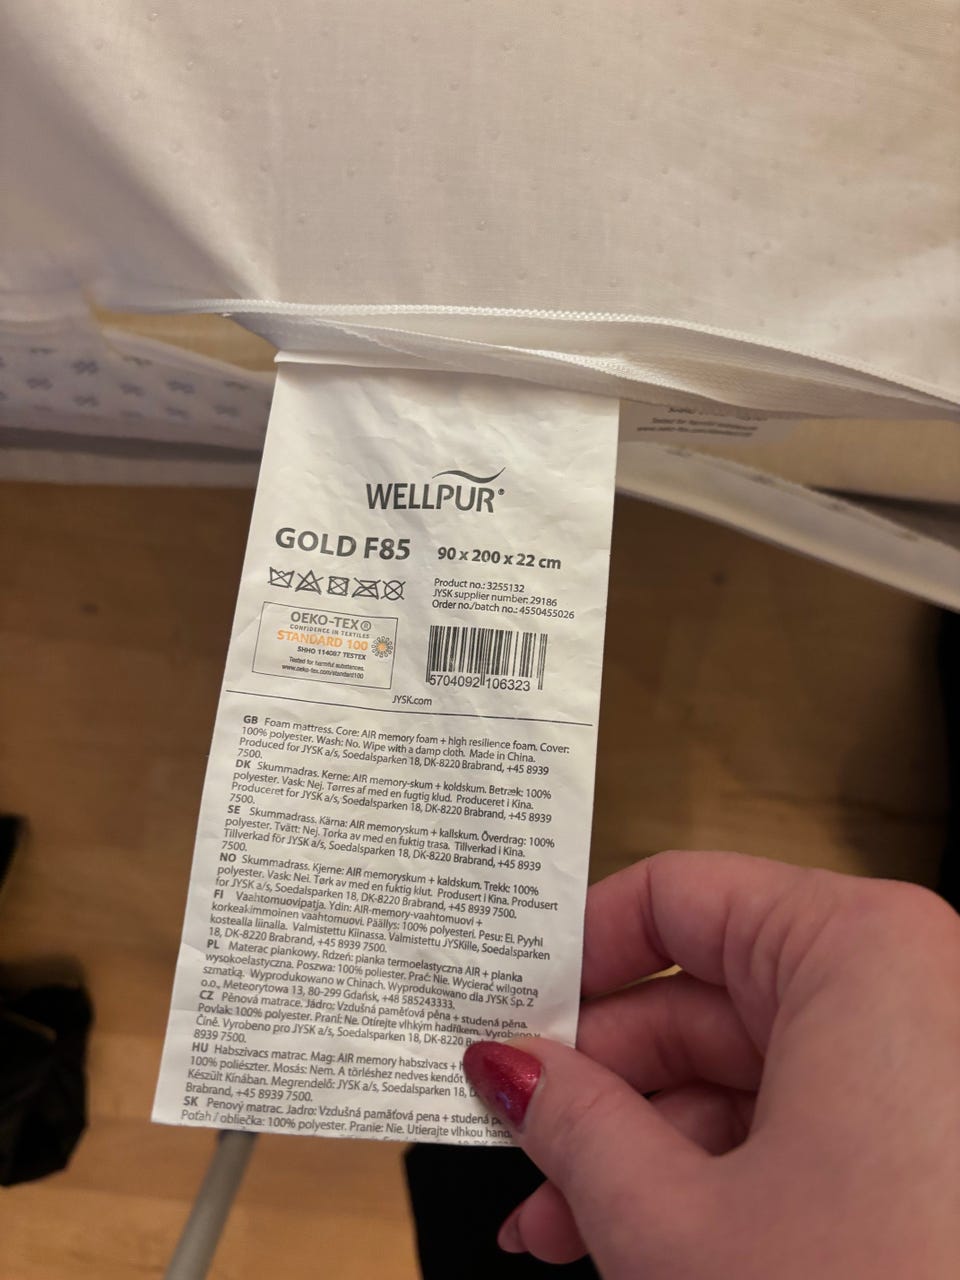 WELLPUR®
GOLD F85
90 x 200 x 22 cm
Product no.: 3255132
JYSK supplier number: 29186
Order no./batch no.: 4550455026
OEKO-TEX®
CONFIDENCE IN TEXTILES
STANDARD 100
SHHO 114087 TESTEX
Tested for harmful substances.
www.oeko-tex.com/standard100
5704092 106323
JYSK.com
GB Foam mattress. Core: AIR memory foam + high resilience foam. Cover:
100% polyester. Wash: No. Wipe with a damp cloth. Made in China.
Produced for JYSK a/s, Soedalsparken 18, DK-8220 Brabrand, +45 8939
7500.
DK Skummadras. Kerne: AIR memory-skum + koldskum. Betræk: 100%
polyester. Vask: Nej. Tørres af med en fugtig klud. Produceret i Kina.
Produceret for JYSK a/s, Soedalsparken 18, DK-8220 Brabrand, +45 8939
7500.
SE Skummadrass. Kärna: AIR memoryskum + kallskum. Överdrag: 100%
polyester. Tvätt: Nej. Torka av med en fuktig trasa. Tillverkad i Kina.
Tillverkad för JYSK a/s, Soedalsparken 18, DK-8220 Brabrand, +45 8939
7500.
NO Skummadrass. Kjerne: AIR memoryskum + kaldskum. Trekk: 100%
polyester. Vask: Nei. Tørk av med en fuktig klut. Produsert i Kina. Produsert
for JYSK a/s, Soedalsparken 18, DK-8220 Brabrand, +45 8939 7500.
FI Vaahtomuovipatja. Ydin: AIR-memory-vaahtomuovi +
korkeakimmoinen vaahtomuovi. Päällys: 100% polyesteri. Pesu: Ei. Pyyhi
kostealla liinalla. Valmistettu Kiinassa. Valmistettu JYSKille, Soedalsparken
18, DK-8220 Brabrand, +45 8939 7500.
PL Materac piankowy. Rdzeń: pianka termoelastyczna AIR + pianka
wysokoelastyczna. Poszwa: 100% poliester. Prać: Nie. Wycierać wilgotną
szmatką. Wyprodukowano w Chinach. Wyprodukowano dla JYSK Sp. Z
o.o., Meteorytowa 13, 80-299 Gdańsk, +48 585243333.
CZ Pěnová matrace. Jádro: Vzdušná paměťová pěna + studená pěna.
Povlak: 100% polyester. Praní: Ne. Otírejte vlhkým hadříkem. Vyrobeno v
Číně. Vyrobeno pro JYSK a/s, Soedalsparken 18, DK-8220
8939 7500.
HU Habszivacs matrac. Mag: AIR memory habszivacs +
100% poliészter. Mosás: Nem. A törléshez nedves kendőt
Készült Kínában. Megrendelő: JYSK a/s, Soedalsparken 18,
Brabrand, +45 8939 7500.
SK Penový matrac. Jadro: Vzdušná pamäťová pena + studená
Poťah / obliečka: 100% polyester. Pranie: Nie. Utierajte vlhkou
Tested for harmful substances.